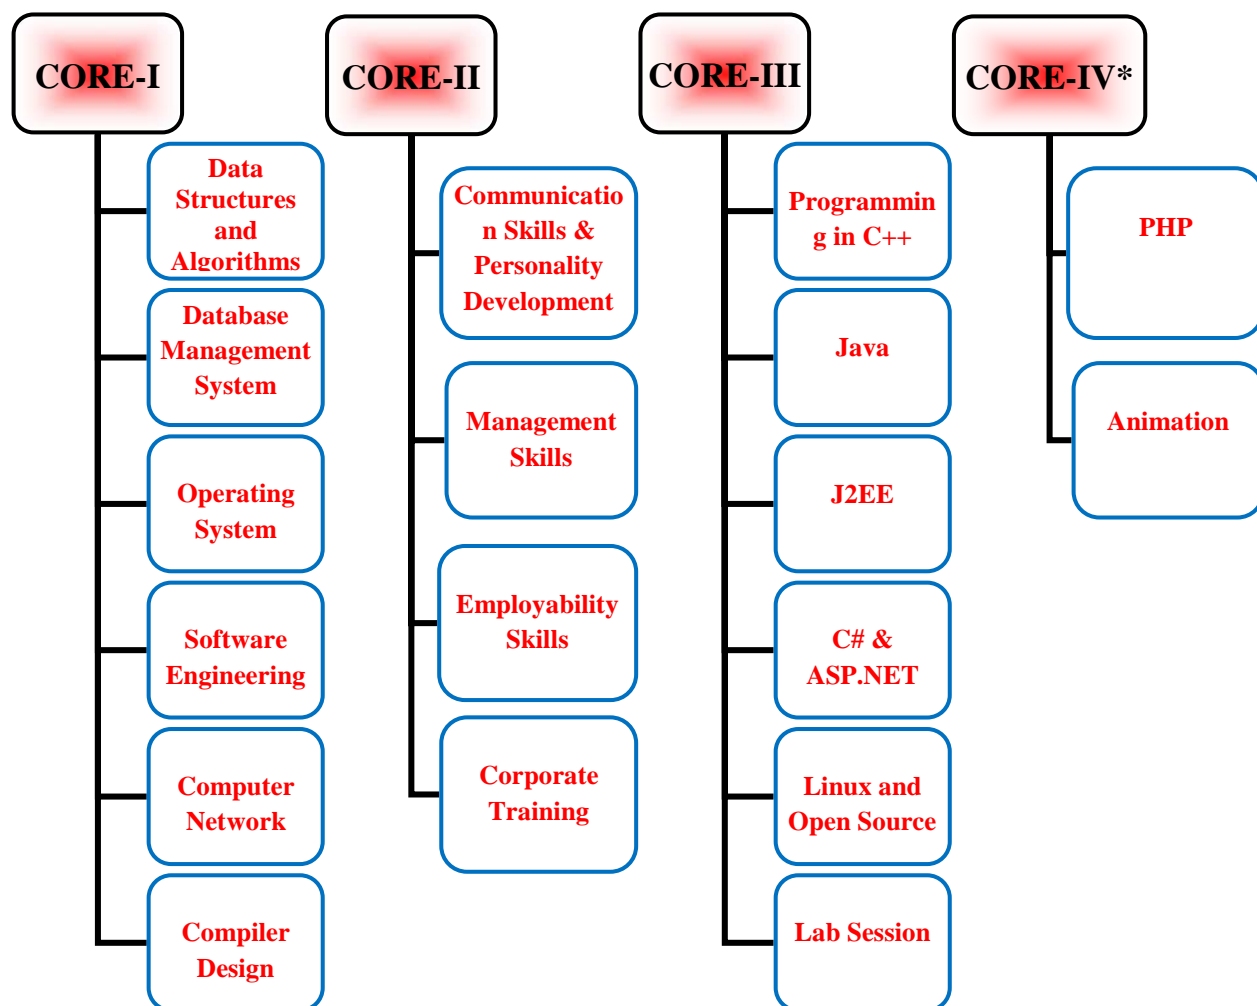 CORE-I
Data
Structures
and
Algorithms
Database
Management
System
Operating
System
Software
Engineering
Computer
Network
Compiler
Design
CORE-II
Communicatio
n Skills &
Personality
Development
Management
Skills
Employability
Skills
Corporate
Training
CORE-III
Programmin
g in C++
Java
J2EE
C# &
ASP.NET
Linux and
Open Source
Lab Session
CORE-IV*
PHP
Animation